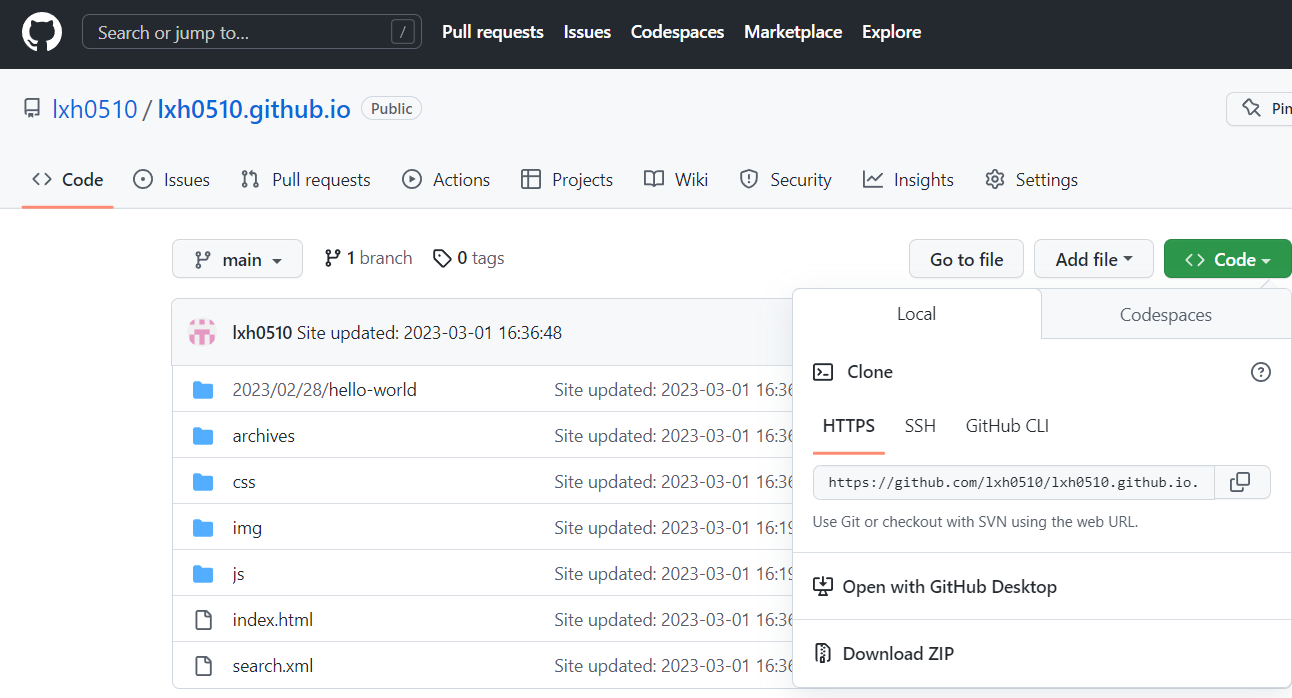 Search or jump to... /
Pull requests Issues Codespaces Marketplace Explore
lxh0510 / lxh0510.github.io Public
Pin
Code Issues Pull requests Actions Projects Wiki Security Insights Settings
main 1 branch 0 tags Go to file Add file Code
lxh0510 Site updated: 2023-03-01 16:36:48
2023/02/28/hello-world Site updated: 2023-03-01 16:36
archives Site updated: 2023-03-01 16:36
css Site updated: 2023-03-01 16:36
img Site updated: 2023-03-01 16:19
js Site updated: 2023-03-01 16:19
index.html Site updated: 2023-03-01 16:36
search.xml Site updated: 2023-03-01 16:36
Local Codespaces
Clone
HTTPS SSH GitHub CLI
https://github.com/lxh0510/lxh0510.github.io.
Use Git or checkout with SVN using the web URL.
Open with GitHub Desktop
Download ZIP